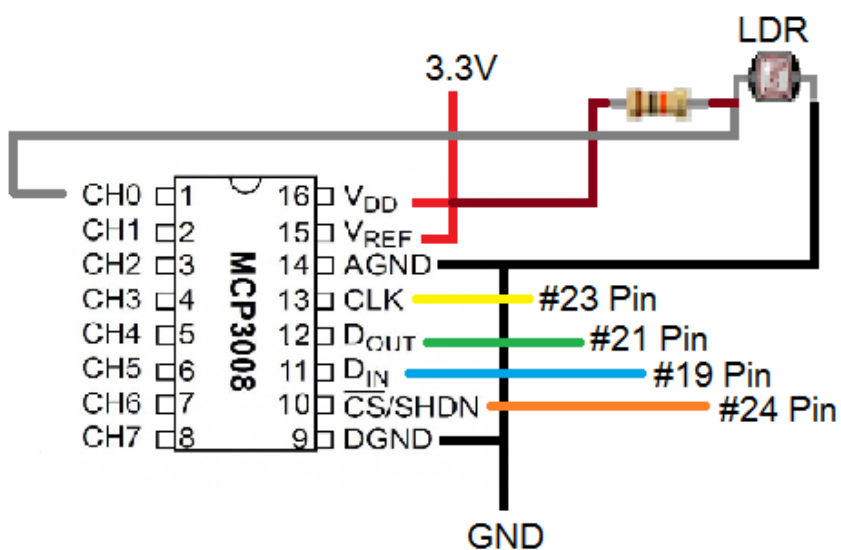 LDR
3.3V
CH0 1 16 VDD
CH1 2 15 VREF
CH2 3 14 AGND
CH3 4 13 CLK #23 Pin
CH4 5 12 DOUT #21 Pin
CH5 6 11 DIN #19 Pin
CH6 7 10 C̅S̅/SHDN #24 Pin
CH7 8 9 DGND
MCP3008
GND